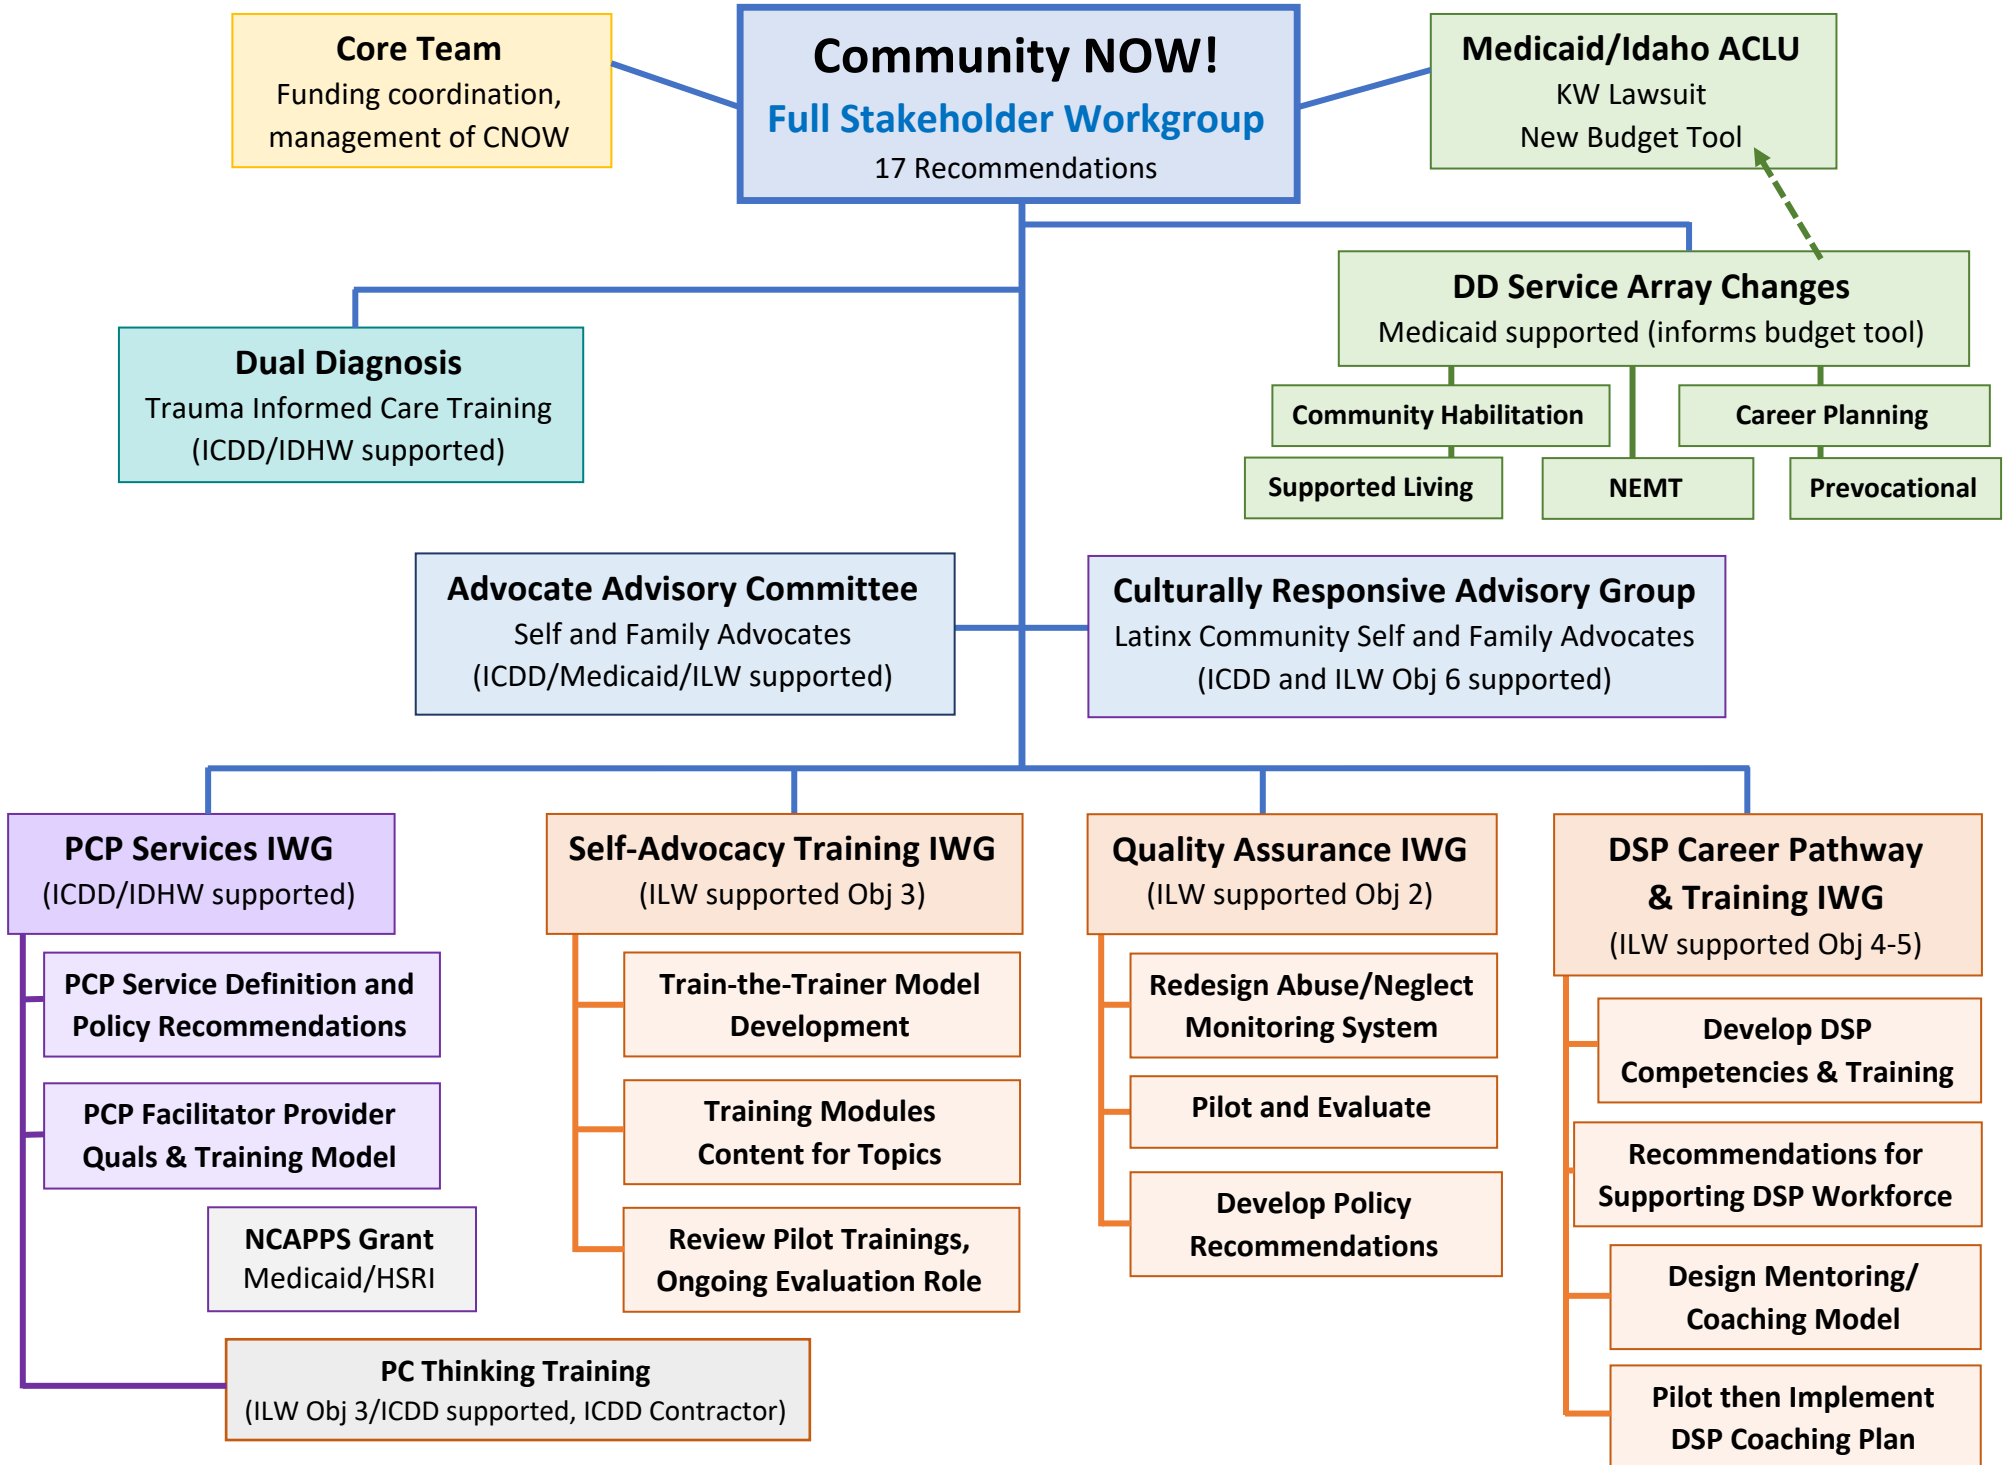 Core Team
Funding coordination,
management of CNOW
Community NOW!
Full Stakeholder Workgroup
17 Recommendations
Medicaid/Idaho ACLU
KW Lawsuit
New Budget Tool
DD Service Array Changes
Medicaid supported (informs budget tool)
Community Habilitation
Career Planning
Supported Living
NEMT
Prevocational
Dual Diagnosis
Trauma Informed Care Training
(ICDD/IDHW supported)
Advocate Advisory Committee
Self and Family Advocates
(ICDD/Medicaid/ILW supported)
Culturally Responsive Advisory Group
Latinx Community Self and Family Advocates
(ICDD and ILW Obj 6 supported)
PCP Services IWG
(ICDD/IDHW supported)
PCP Service Definition and
Policy Recommendations
PCP Facilitator Provider
Quals & Training Model
NCAPPS Grant
Medicaid/HSRI
PC Thinking Training
(ILW Obj 3/ICDD supported, ICDD Contractor)
Self-Advocacy Training IWG
(ILW supported Obj 3)
Train-the-Trainer Model
Development
Training Modules
Content for Topics
Review Pilot Trainings,
Ongoing Evaluation Role
Quality Assurance IWG
(ILW supported Obj 2)
Redesign Abuse/Neglect
Monitoring System
Pilot and Evaluate
Develop Policy
Recommendations
DSP Career Pathway
& Training IWG
(ILW supported Obj 4-5)
Develop DSP
Competencies & Training
Recommendations for
Supporting DSP Workforce
Design Mentoring/
Coaching Model
Pilot then Implement
DSP Coaching Plan